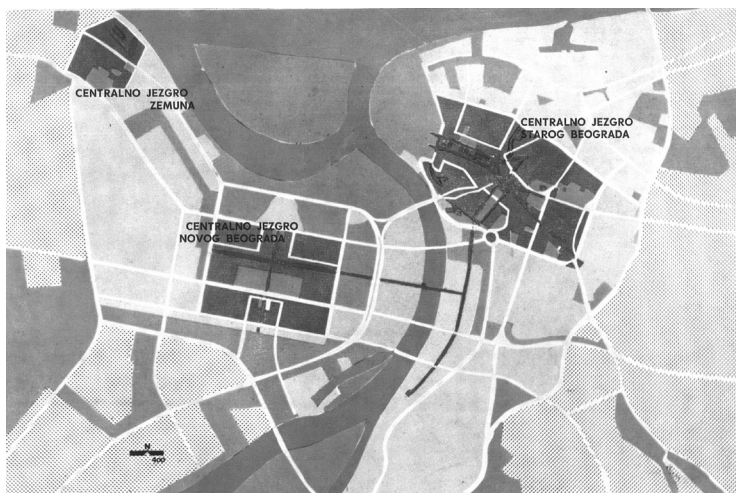 CENTRALNO JEZGRO
ZEMUNA
CENTRALNO JEZGRO
STAROG BEOGRADA
CENTRALNO JEZGRO
NOVOG BEOGRADA
N
400